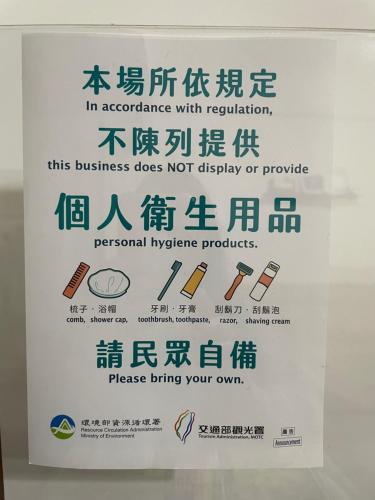 本場所依規定
In accordance with regulation,
不陳列提供
this business does NOT display or provide
個人衛生用品
personal hygiene products.
梳子．浴帽 牙刷．牙膏 刮鬍刀．刮鬍泡
comb, shower cap, toothbrush, toothpaste, razor, shaving cream
請民眾自備
Please bring your own.
環境部資源循環署 交通部觀光署 廣告
Resource Circulation Administration Tourism Administration, MOTC Announcement
Ministry of Environment